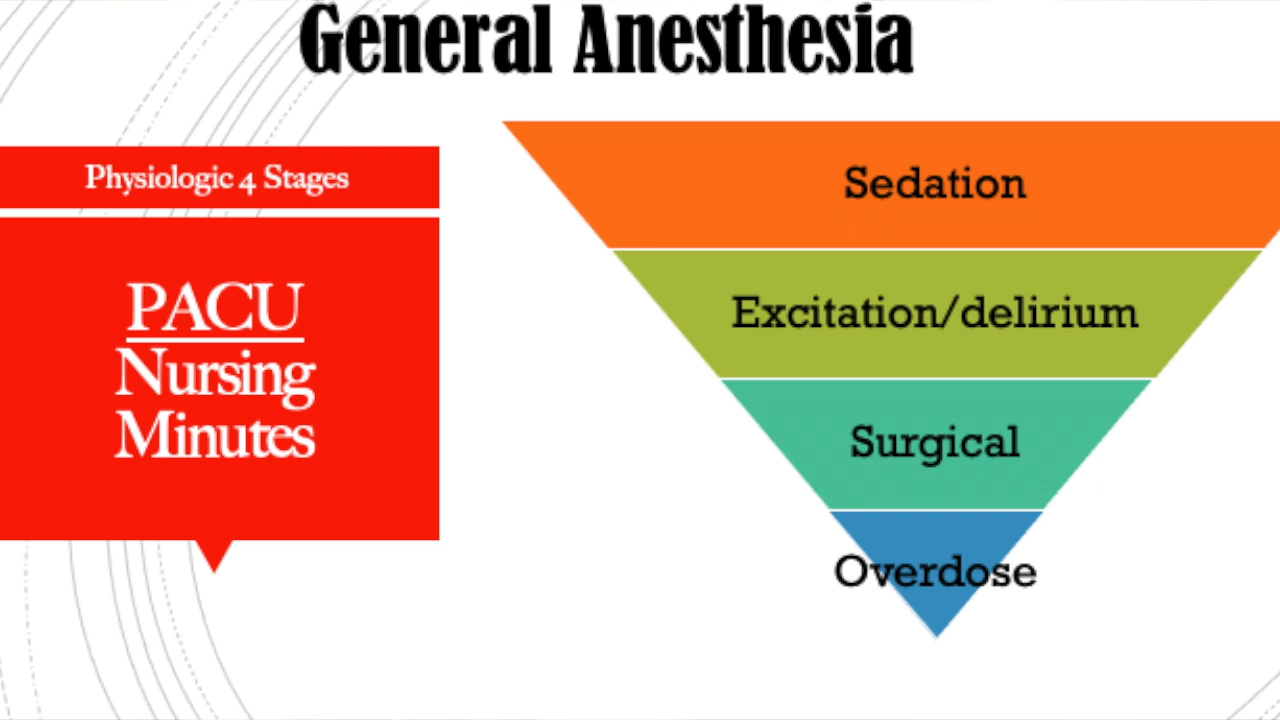 General Anesthesia
Physiologic 4 Stages
PACU
Nursing
Minutes
Sedation
Excitation/delirium
Surgical
Overdose